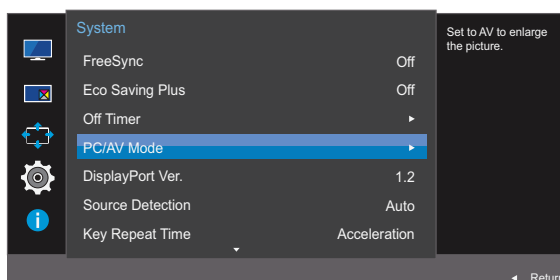 System
FreeSync Off
Eco Saving Plus Off
Off Timer
PC/AV Mode
DisplayPort Ver. 1.2
Source Detection Auto
Key Repeat Time Acceleration
Set to AV to enlarge
the picture.
Return